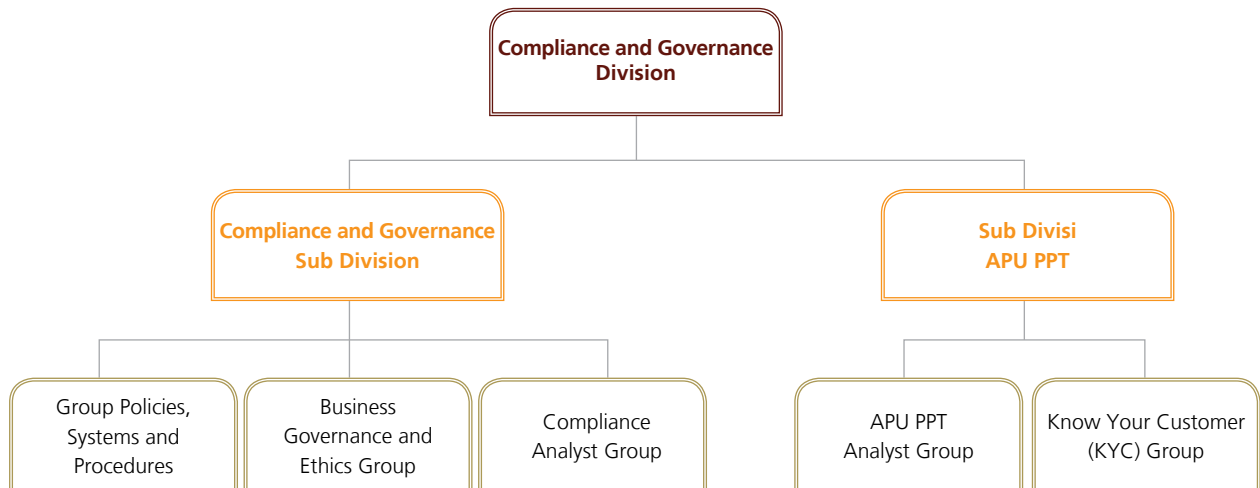 Compliance and Governance
Division
Compliance and Governance
Sub Division
Sub Divisi
APU PPT
Group Policies,
Systems and
Procedures
Business
Governance and
Ethics Group
Compliance
Analyst Group
APU PPT
Analyst Group
Know Your Customer
(KYC) Group